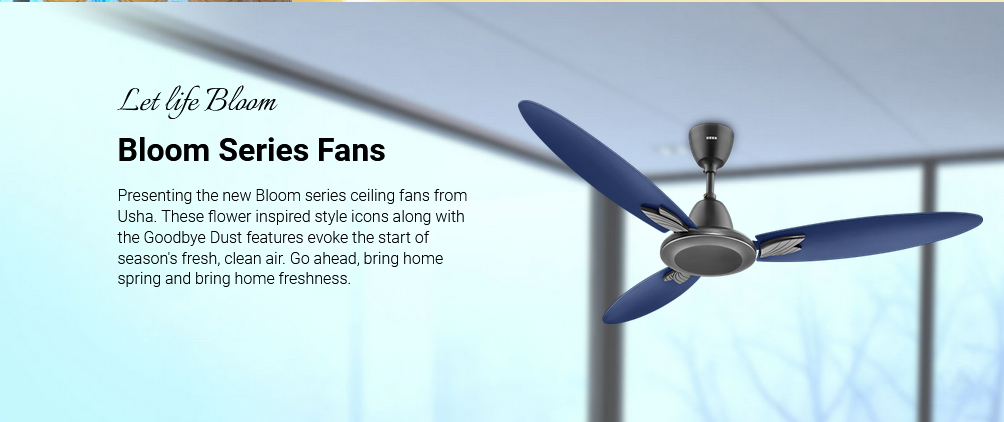 Let life Bloom
Bloom Series Fans
Presenting the new Bloom series ceiling fans from
Usha. These flower inspired style icons along with
the Goodbye Dust features evoke the start of
season's fresh, clean air. Go ahead, bring home
spring and bring home freshness.